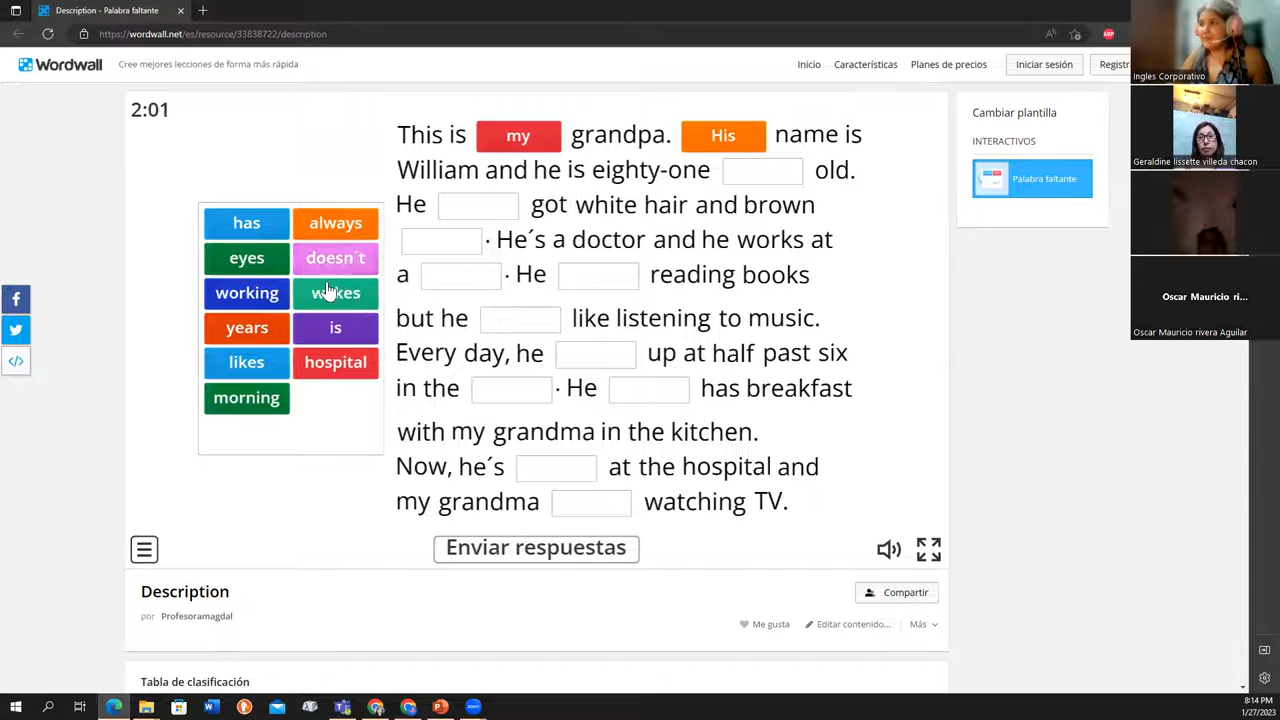 Description - Palabra faltante
https://wordwall.net/es/resource/33838722/description
Wordwall
Cree mejores lecciones de forma más rápida
Inicio
Características
Planes de precios
Iniciar sesión
Registr
2:01
This is my grandpa. His name is
William and he is eighty-one old.
He got white hair and brown
. He´s a doctor and he works at
a . He reading books
but he like listening to music.
Every day, he up at half past six
in the . He has breakfast
with my grandma in the kitchen.
Now, he´s at the hospital and
my grandma watching TV.
has
always
eyes
doesn´t
working
wakes
years
is
likes
hospital
morning
Enviar respuestas
Description
por Profesoramagdal
Compartir
Me gusta
Editar contenido...
Más
Tabla de clasificación
Cambiar plantilla
INTERACTIVOS
Palabra faltante
Ingles Corporativo
Geraldine lissette villeda chacon
Oscar Mauricio ri...
Oscar Mauricio rivera Aguilar
ABP
8:14 PM
1/27/2023